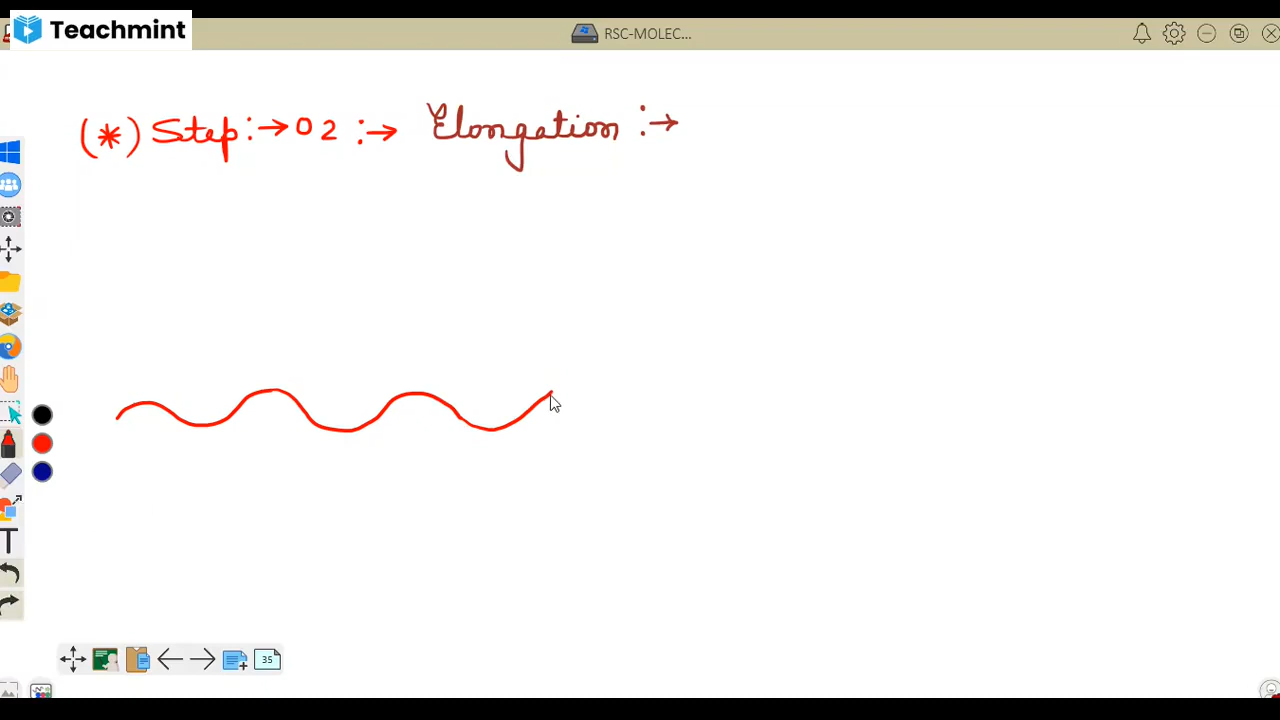 Teachmint
RSC-MOLEC...
(*) Step:→02 :→ Elongation :→
35